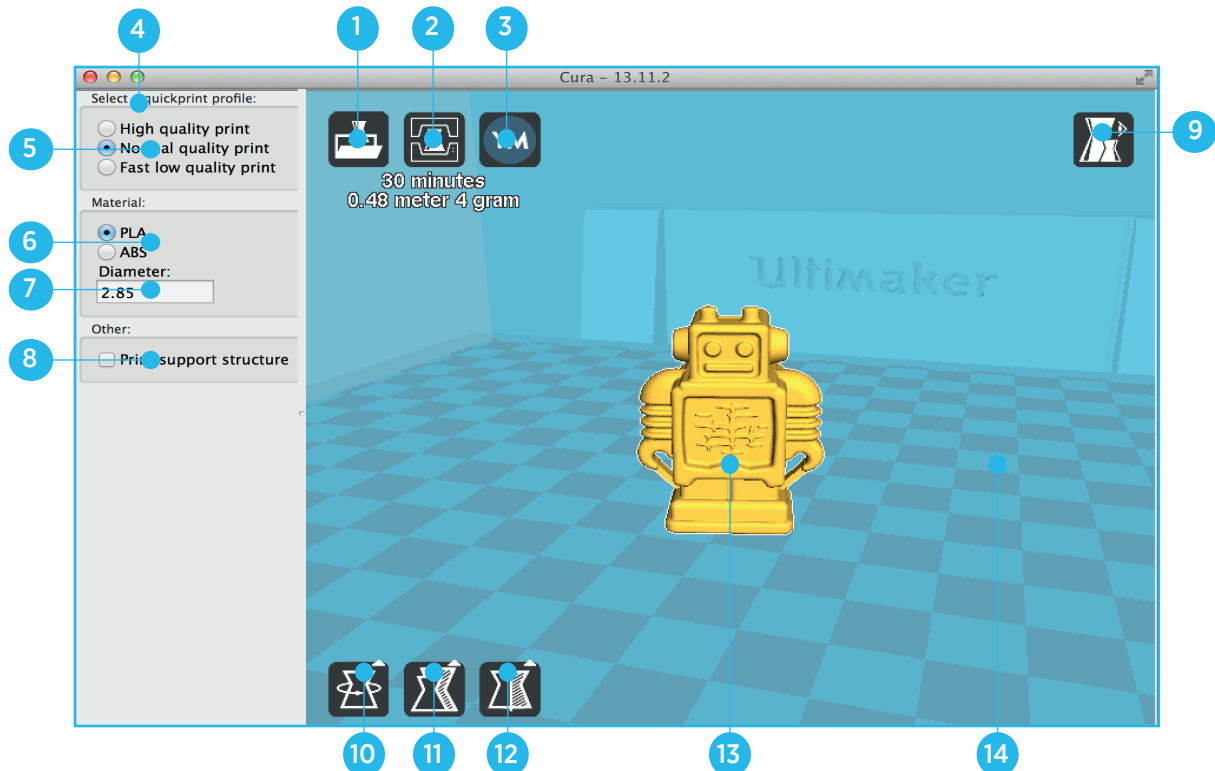 4
1
2
3
Cura – 13.11.2
Select quickprint profile:
High quality print
5
Normal quality print
Fast low quality print
YM
9
30 minutes
0.48 meter 4 gram
Material:
PLA
6
ABS
Diameter:
7
2.85
Ultimaker
Other:
8
Print support structure
10
11
12
13
14